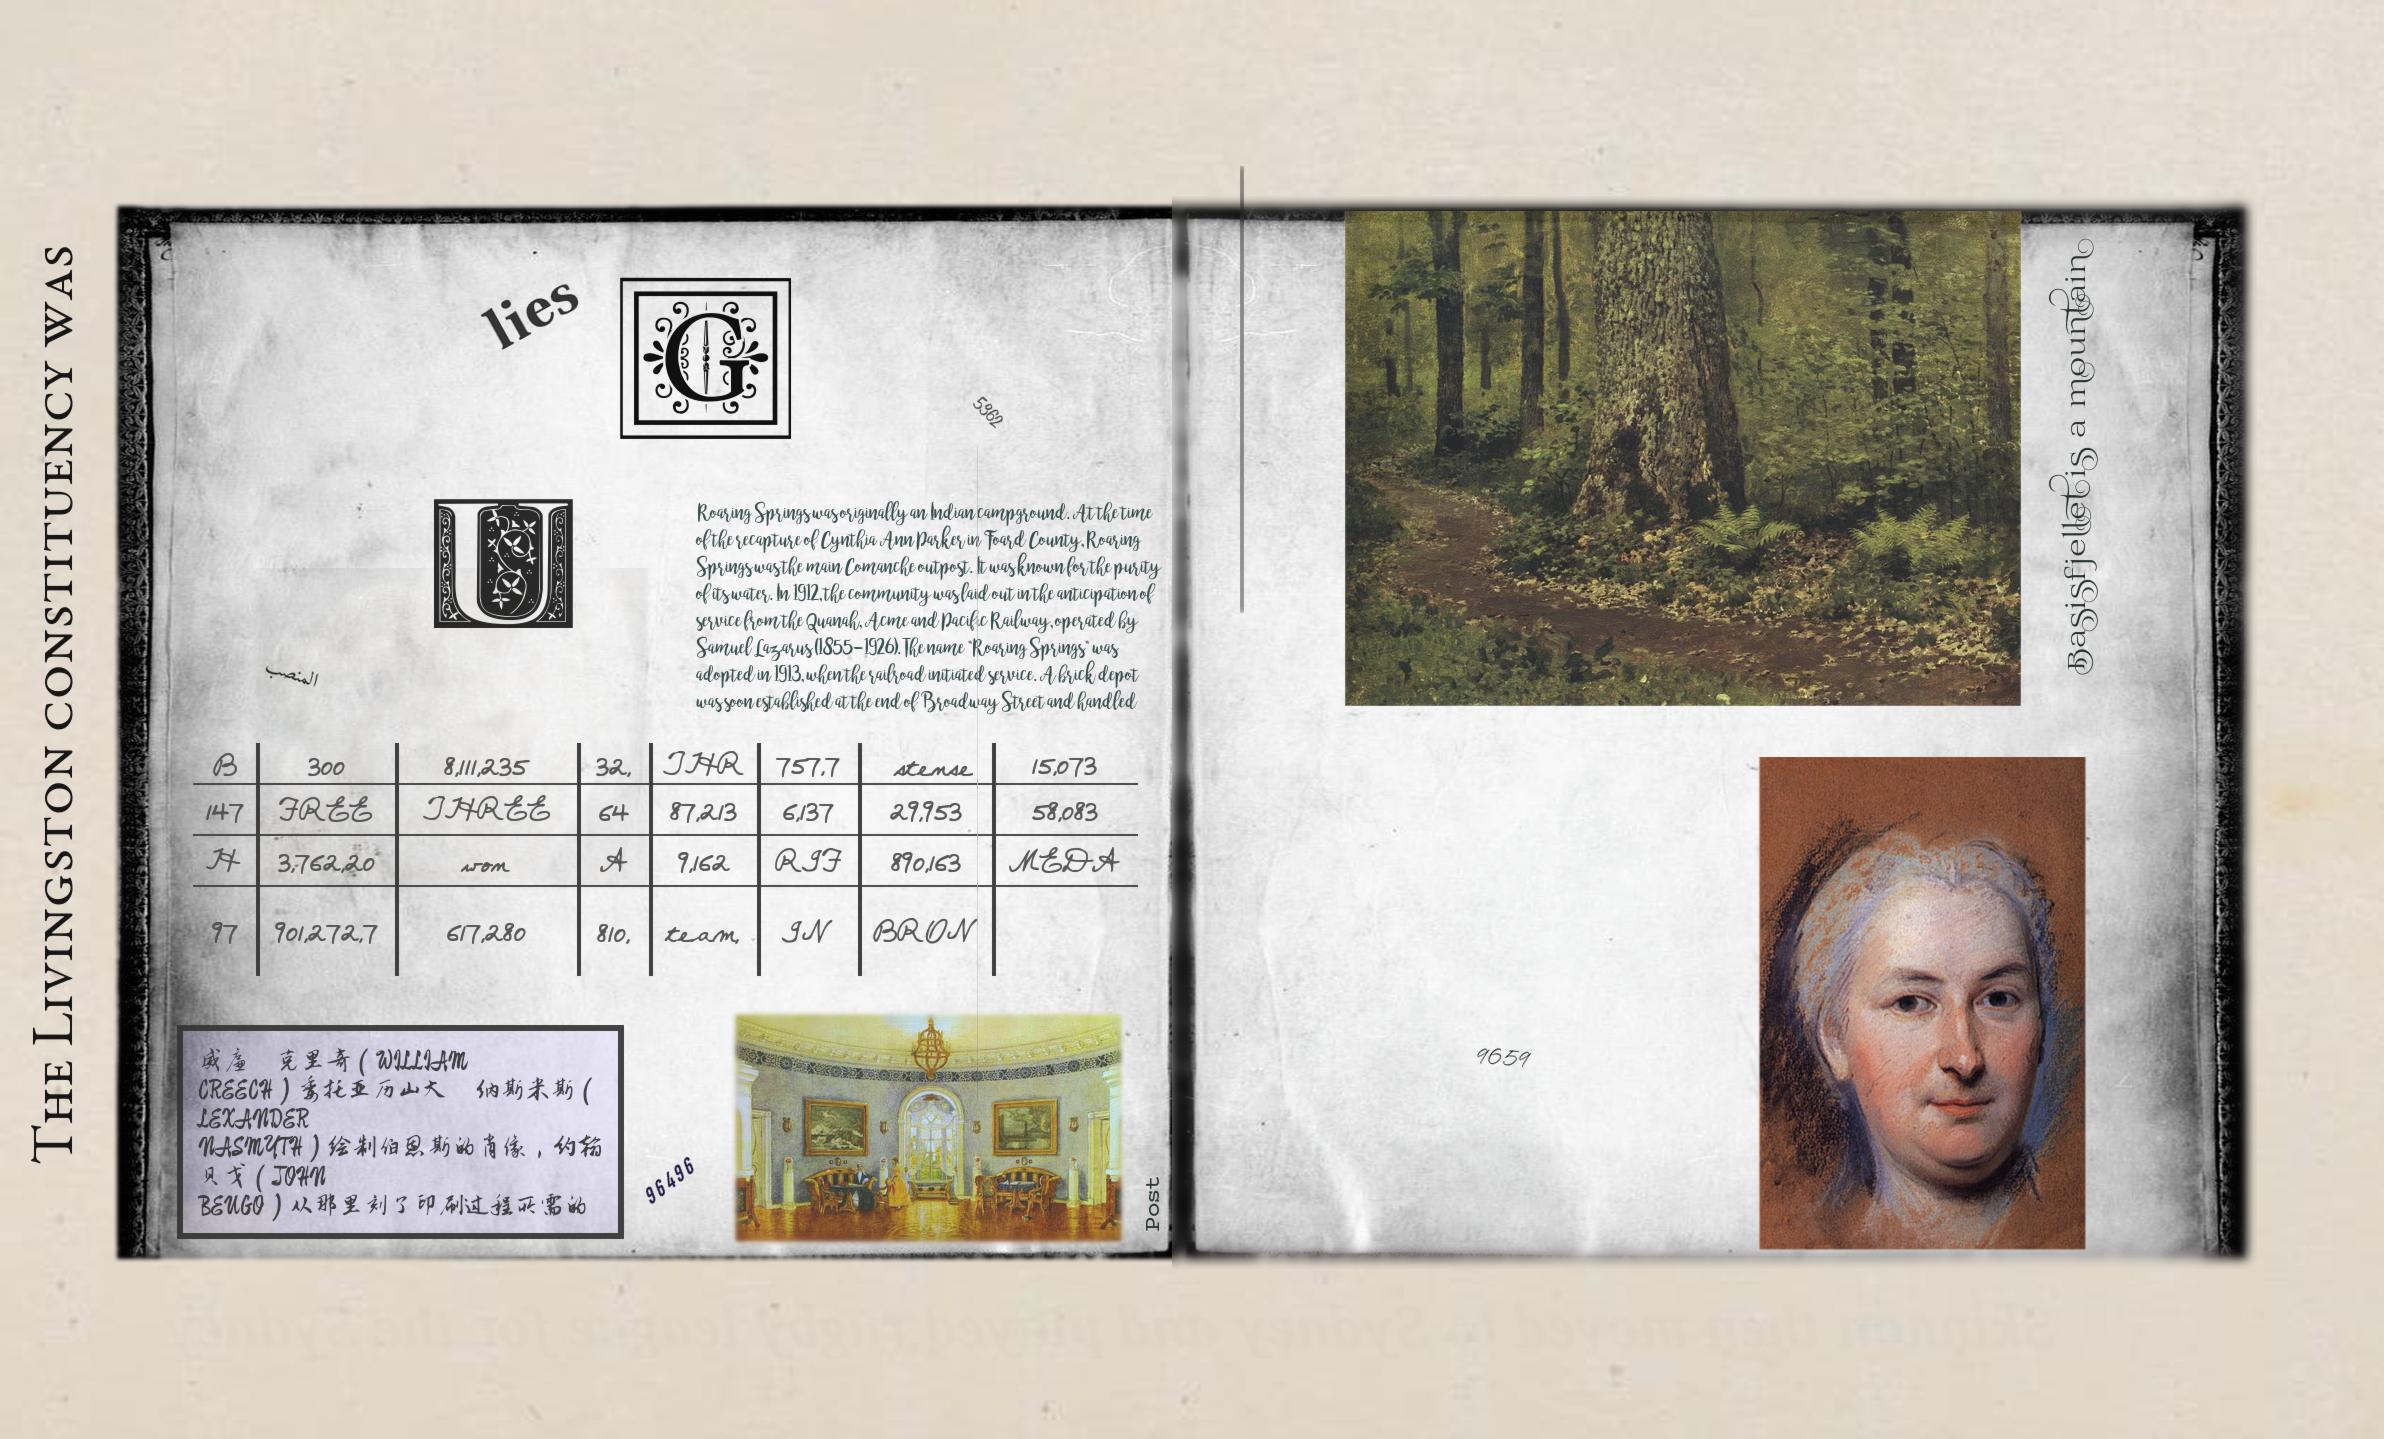 THE LIVINGSTON CONSTITUENCY WAS
lies
G
5362
U
Roaring Springs was originally an Indian campground. At the time
of the recapture of Cynthia Ann Parker in Foard County, Roaring
Springs was the main Comanche outpost. It was known for the purity
of its water. In 1912, the community was laid out in the anticipation of
service from the Quanah, Acme and Pacific Railway, operated by
Samuel Lazarus (1855–1926). The name "Roaring Springs" was
adopted in 1913, when the railroad initiated service. A brick depot
was soon established at the end of Broadway Street and handled
المنصب
B 300 8,111,235 32, THR 757,7 stense 15,073
147 FREE THREE 64 87,213 6,137 29,953 58,083
H 3,762,20 won A 9,162 RIF 890,163 MEDA
97 901,272,7 617,280 810, team, IN BRON
威廉 克里奇(WILLIAM
CREECH)委托亚历山大 纳斯米斯(
LEXANDER
NASMYTH)绘制伯恩斯的肖像,约翰
贝戈(JOHN
BEUGO)从那里刻了印刷过程所需的
96496
Post
Basisfjellet is a mountain
9659